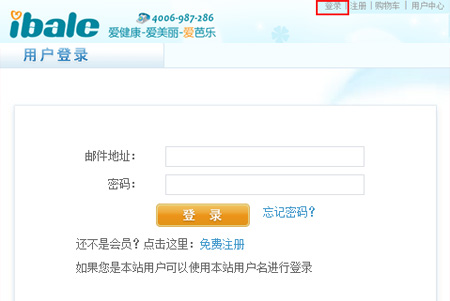 登录 | 注册 | 购物车 | 用户中心
ibale
4006-987-286
爱健康-爱美丽-爱芭乐
用户登录
邮件地址：
密码：
登 录 忘记密码？
还不是会员？点击这里：免费注册
如果您是本站用户可以使用本站用户名进行登录